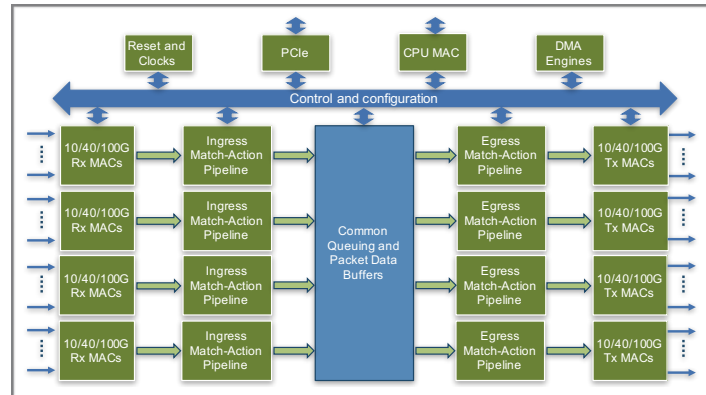 Reset and
Clocks
PCIe
CPU MAC
DMA
Engines
Control and configuration
10/40/100G
Rx MACs
Ingress
Match-Action
Pipeline
Egress
Match-Action
Pipeline
10/40/100G
Tx MACs
10/40/100G
Rx MACs
Ingress
Match-Action
Pipeline
Common
Queuing and
Packet Data
Buffers
Egress
Match-Action
Pipeline
10/40/100G
Tx MACs
10/40/100G
Rx MACs
Ingress
Match-Action
Pipeline
Egress
Match-Action
Pipeline
10/40/100G
Tx MACs
10/40/100G
Rx MACs
Ingress
Match-Action
Pipeline
Egress
Match-Action
Pipeline
10/40/100G
Tx MACs